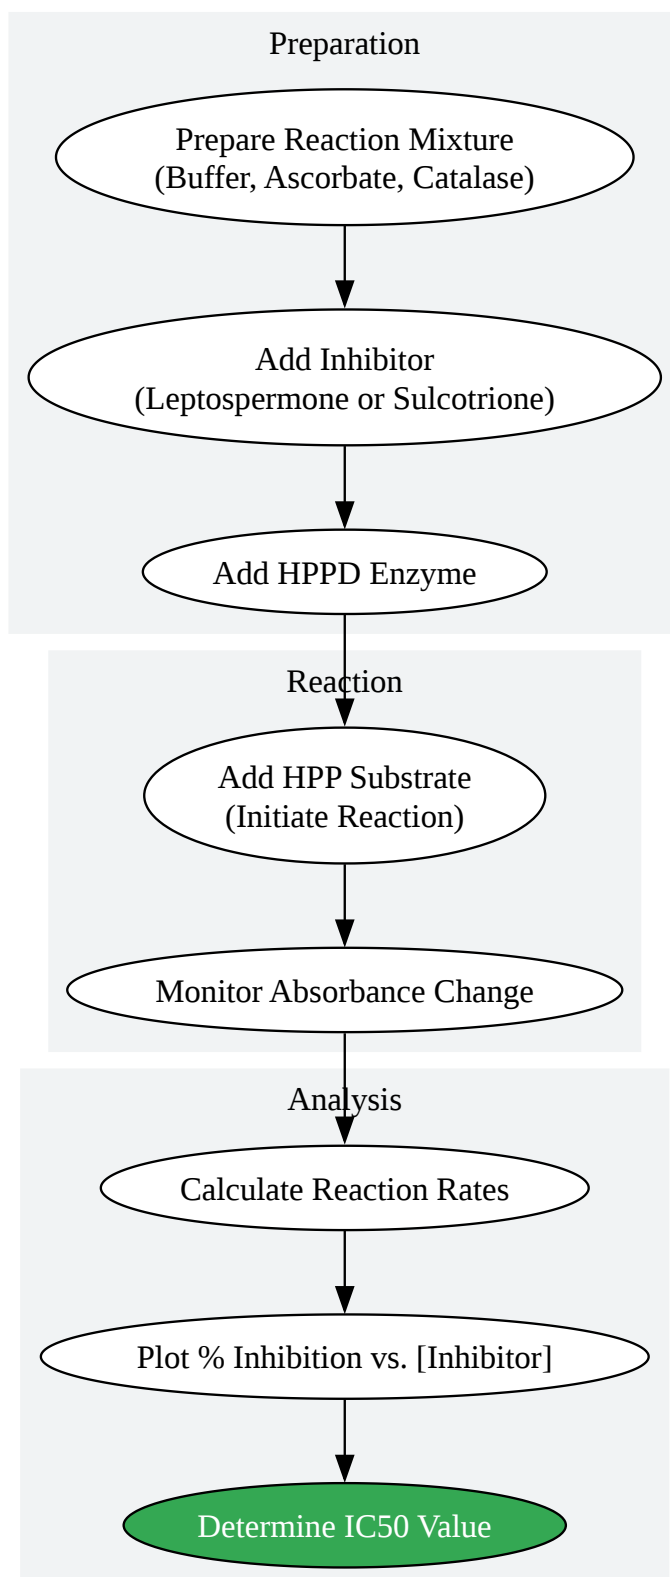 Preparation
Prepare Reaction Mixture
(Buffer, Ascorbate, Catalase)
Add Inhibitor
(Leptospermone or Sulcotrione)
Add HPPD Enzyme
Reaction
Add HPP Substrate
(Initiate Reaction)
Monitor Absorbance Change
Analysis
Calculate Reaction Rates
Plot % Inhibition vs. [Inhibitor]
Determine IC50 Value